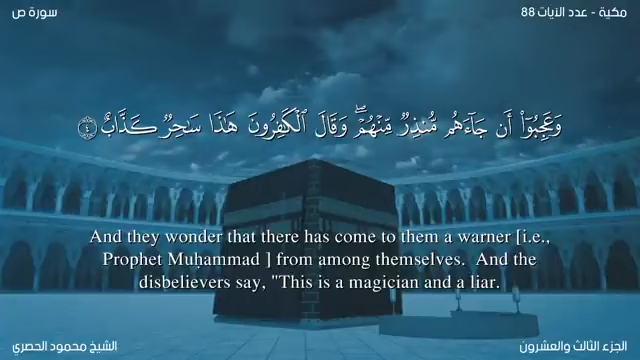 مكية - عدد الآيات 88
سورة ص
وَعَجِبُوٓا۟ أَن جَآءَهُم مُّنذِرٌ مِّنْهُمْ ۖ وَقَالَ ٱلْكَـٰفِرُونَ هَـٰذَا سَـٰحِرٌ كَذَّابٌ ٤
And they wonder that there has come to them a warner [i.e.,
Prophet Muḥammad ] from among themselves. And the
disbelievers say, "This is a magician and a liar.
الجزء الثالث والعشرون
الشيخ محمود الحصري